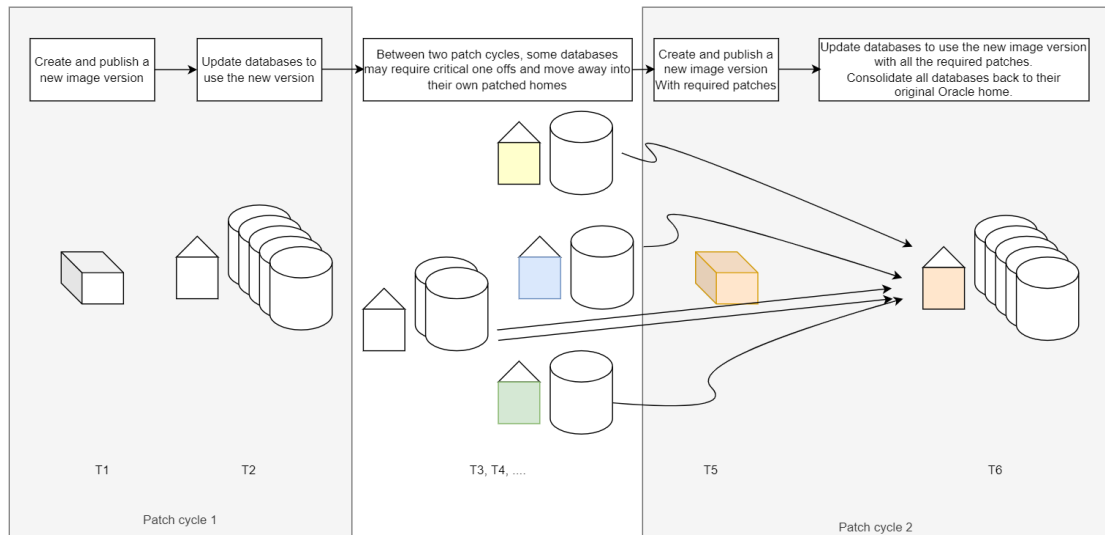 Create and publish a
new image version
Update databases to
use the new version
Between two patch cycles, some databases
may require critical one offs and move away into
their own patched homes
Create and publish a
new image version
With required patches
Update databases to use the new image version
with all the required patches.
Consolidate all databases back to their
original Oracle home.
T1
T2
T3, T4, ....
T5
T6
Patch cycle 1
Patch cycle 2